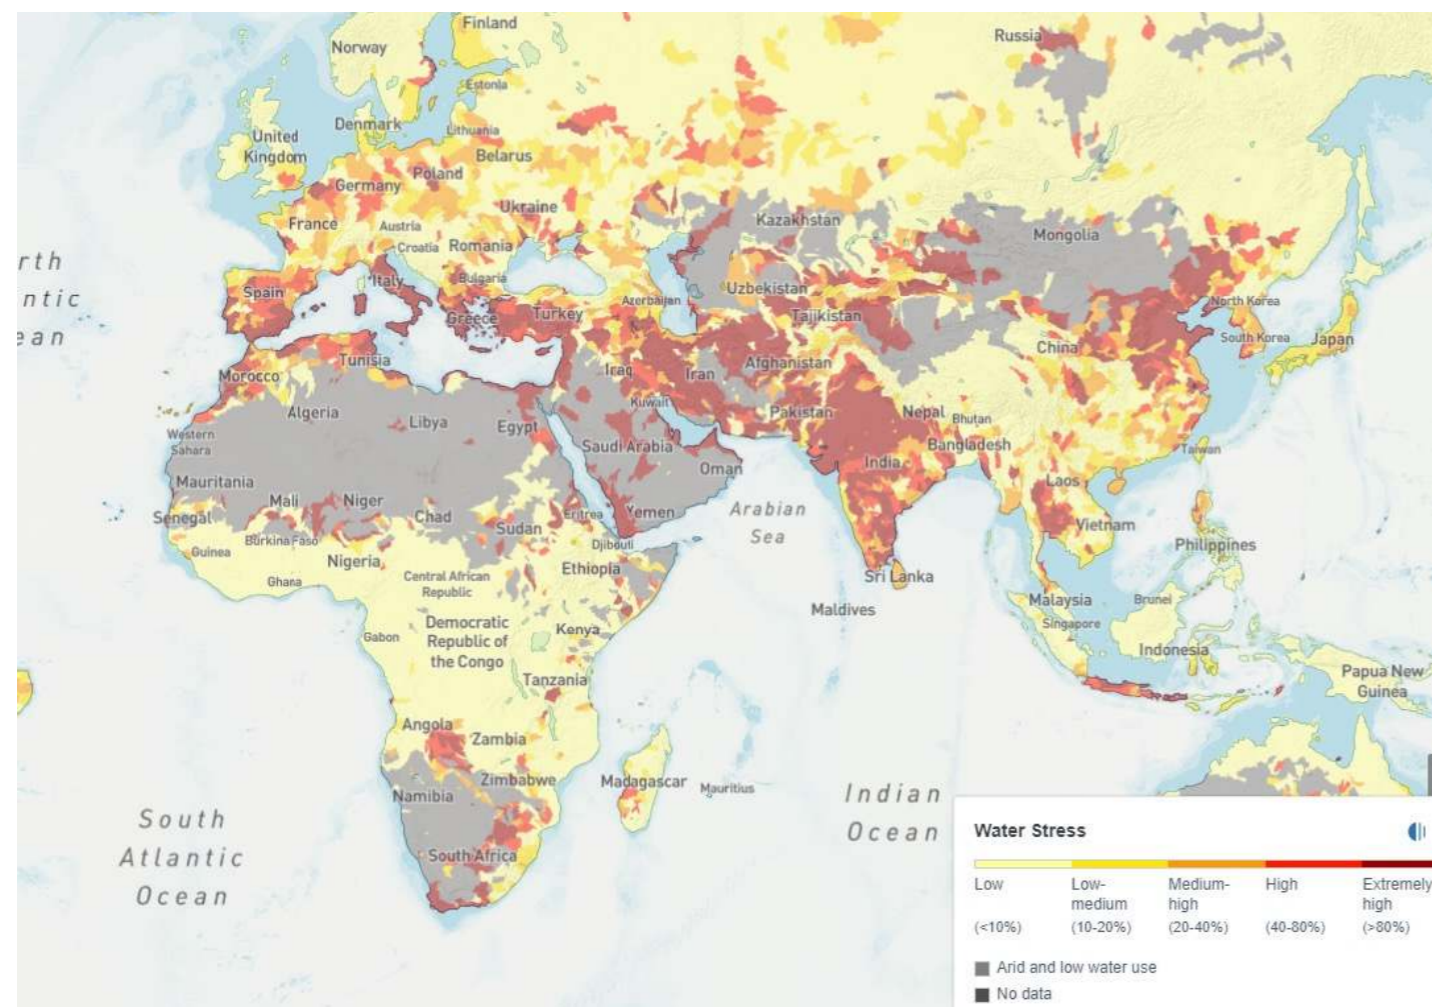 Finland
Norway
Russia
Estonia
Denmark
Lithuania
United
Kingdom
Belarus
Poland
Germany
Ukraine
France
Austria
Kazakhstan
Mongolia
Croatia
Romania
rth
ntic
ean
Italy
Bulgaria
Spain
Uzbekistan
Azerbaijan
North Korea
Greece
Turkey
Tajikistan
South Korea
Japan
China
Tunisia
Afghanistan
Morocco
Iraq
Iran
Kuwait
Pakistan
Nepal
Bhutan
Algeria
Libya
Egypt
Western
Sahara
Saudi Arabia
Bangladesh
Taiwan
India
Oman
Mauritania
Laos
Mali
Niger
Chad
Senegal
Sudan
Eritrea
Yemen
Arabian
Sea
Vietnam
Burkina Faso
Guinea
Nigeria
Djibouti
Philippines
Ghana
Central African
Republic
Ethiopia
Sri Lanka
Maldives
Malaysia
Brunei
Singapore
Democratic
Republic of
the Congo
Gabon
Kenya
Indonesia
Tanzania
Papua New
Guinea
Angola
Zambia
Zimbabwe
Madagascar
Mauritius
Namibia
Indian
Ocean
South
Atlantic
Ocean
South Africa
Water Stress
Low
Low-
medium
Medium-
high
High
Extremely
high
(<10%)
(10-20%)
(20-40%)
(40-80%)
(>80%)
Arid and low water use
No data